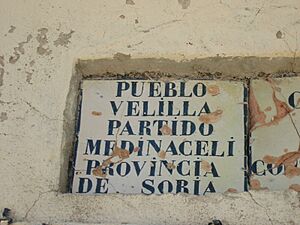 PUEBLO
VELILLA
PARTIDO
MEDINACELI
PROVINCIA
DE SORIA